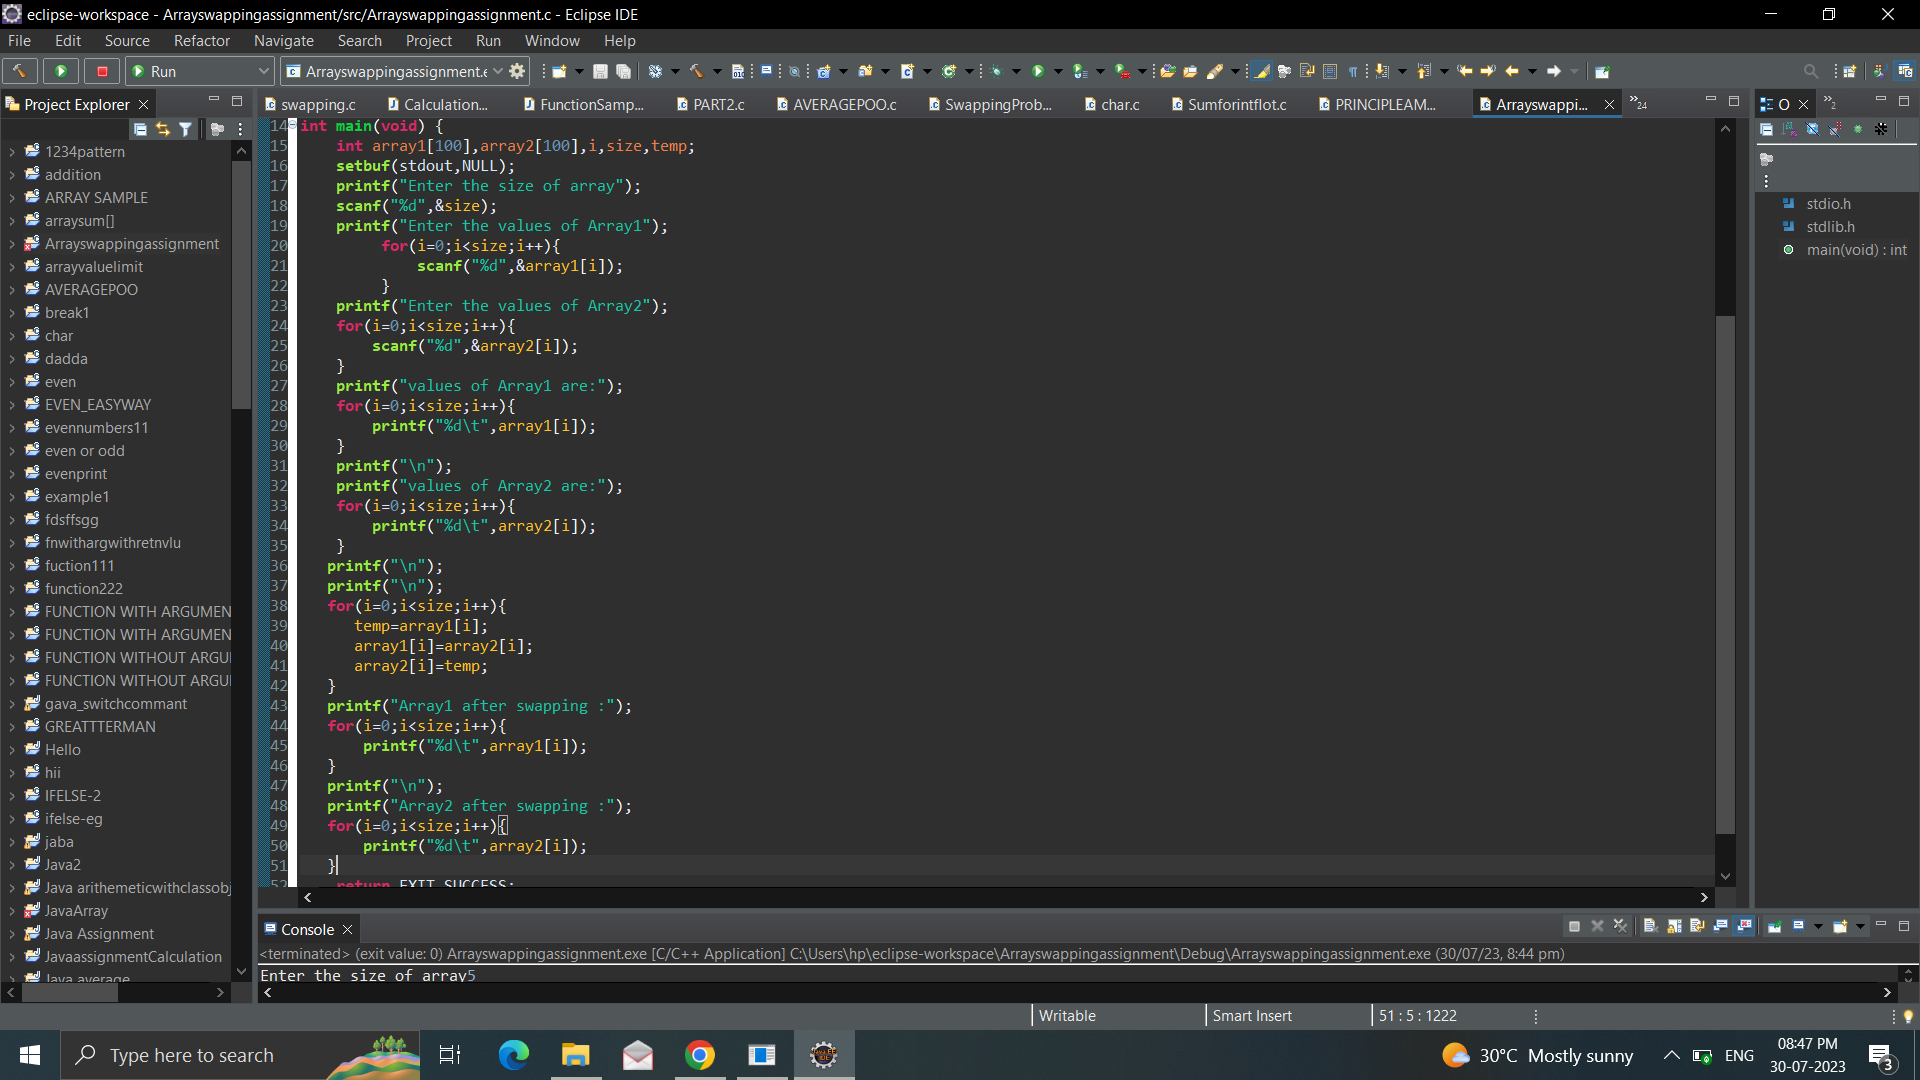 eclipse-workspace - Arrayswappingassignment/src/Arrayswappingassignment.c - Eclipse IDE
File Edit Source Refactor Navigate Search Project Run Window Help
Run Arrayswappingassignment.c
Project Explorer
swapping.c Calculation... FunctionSamp... PART2.c AVERAGEPOO.c SwappingProb... char.c Sumforintflot.c PRINCIPLEAM... Arrayswappi... »24
O »2
1234pattern
addition
ARRAY SAMPLE
arraysum[]
Arrayswappingassignment
arrayvaluelimit
AVERAGEPOO
break1
char
dadda
even
EVEN_EASYWAY
evennumbers11
even or odd
evenprint
example1
fdsffsgg
fnwithargwithretnvlu
fuction111
function222
FUNCTION WITH ARGUMEN
FUNCTION WITH ARGUMEN
FUNCTION WITHOUT ARGU
FUNCTION WITHOUT ARGU
gava_switchcommant
GREATTTERMAN
Hello
hii
IFELSE-2
ifelse-eg
jaba
Java2
Java arithemeticwithclassobj
JavaArray
Java Assignment
JavaassignmentCalculation
Java average
14 int main(void) {
15 int array1[100],array2[100],i,size,temp;
16 setbuf(stdout,NULL);
17 printf("Enter the size of array");
18 scanf("%d",&size);
19 printf("Enter the values of Array1");
20 for(i=0;i<size;i++){
21 scanf("%d",&array1[i]);
22 }
23 printf("Enter the values of Array2");
24 for(i=0;i<size;i++){
25 scanf("%d",&array2[i]);
26 }
27 printf("values of Array1 are:");
28 for(i=0;i<size;i++){
29 printf("%d\t",array1[i]);
30 }
31 printf("\n");
32 printf("values of Array2 are:");
33 for(i=0;i<size;i++){
34 printf("%d\t",array2[i]);
35 }
36 printf("\n");
37 printf("\n");
38 for(i=0;i<size;i++){
39 temp=array1[i];
40 array1[i]=array2[i];
41 array2[i]=temp;
42 }
43 printf("Array1 after swapping :");
44 for(i=0;i<size;i++){
45 printf("%d\t",array1[i]);
46 }
47 printf("\n");
48 printf("Array2 after swapping :");
49 for(i=0;i<size;i++){
50 printf("%d\t",array2[i]);
51 }
52 return EXIT_SUCCESS;
stdio.h
stdlib.h
main(void) : int
Console
<terminated> (exit value: 0) Arrayswappingassignment.exe [C/C++ Application] C:\Users\hp\eclipse-workspace\Arrayswappingassignment\Debug\Arrayswappingassignment.exe (30/07/23, 8:44 pm)
Enter the size of array5
Writable Smart Insert 51 : 5 : 1222
Type here to search
30°C Mostly sunny ENG
08:47 PM
30-07-2023
3